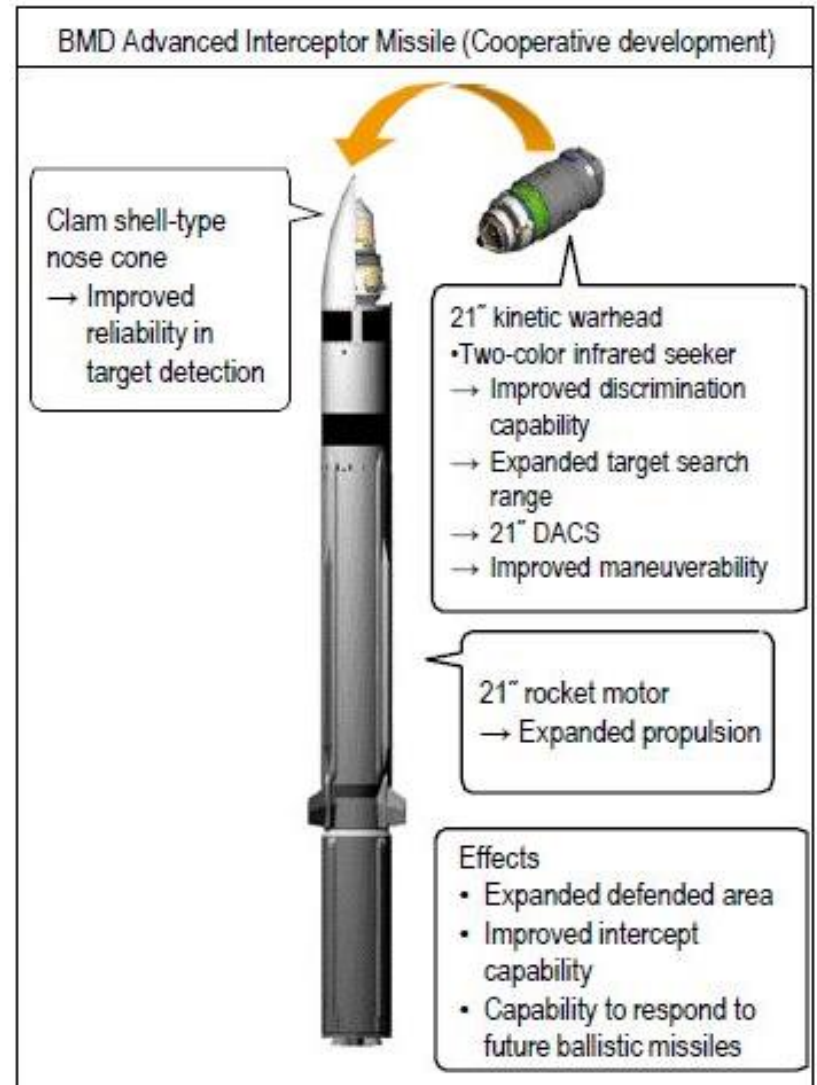 BMD Advanced Interceptor Missile (Cooperative development)
Clam shell-type
nose cone
→ Improved
reliability in
target detection
21˝ kinetic warhead
•Two-color infrared seeker
→ Improved discrimination
capability
→ Expanded target search
range
→ 21˝ DACS
→ Improved maneuverability
21˝ rocket motor
→ Expanded propulsion
Effects
• Expanded defended area
• Improved intercept
capability
• Capability to respond to
future ballistic missiles